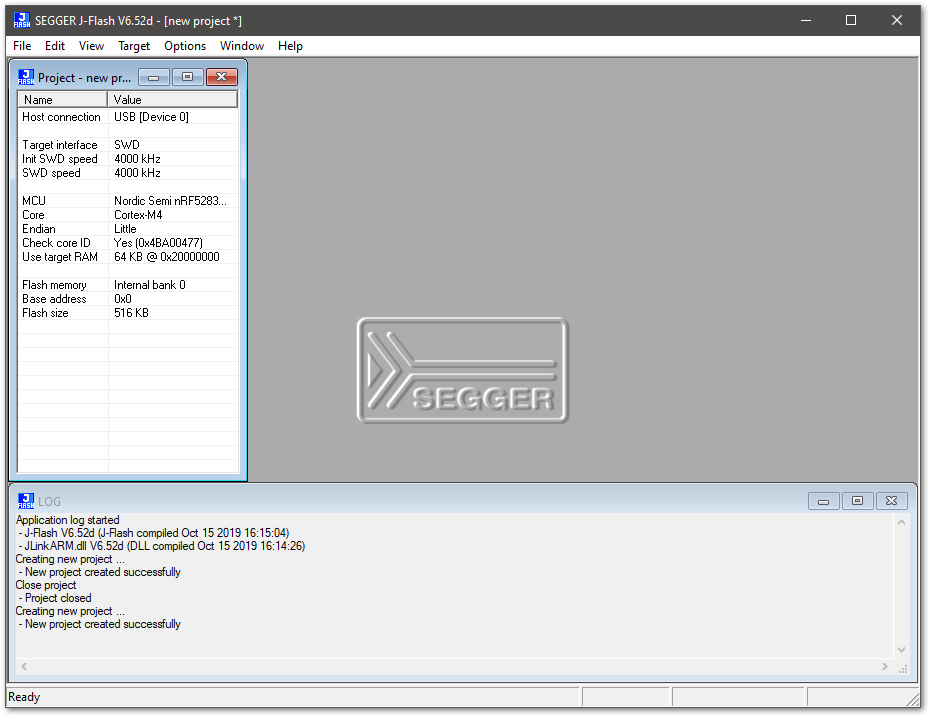 SEGGER J-Flash V6.52d - [new project *]
File Edit View Target Options Window Help
Project - new pr...
Name Value
Host connection USB [Device 0]
Target interface SWD
Init SWD speed 4000 kHz
SWD speed 4000 kHz
MCU Nordic Semi nRF5283...
Core Cortex-M4
Endian Little
Check core ID Yes (0x4BA00477)
Use target RAM 64 KB @ 0x20000000
Flash memory Internal bank 0
Base address 0x0
Flash size 516 KB
SEGGER
LOG
Application log started
- J-Flash V6.52d (J-Flash compiled Oct 15 2019 16:15:04)
- JLinkARM.dll V6.52d (DLL compiled Oct 15 2019 16:14:26)
Creating new project ...
- New project created successfully
Close project
- Project closed
Creating new project ...
- New project created successfully
Ready